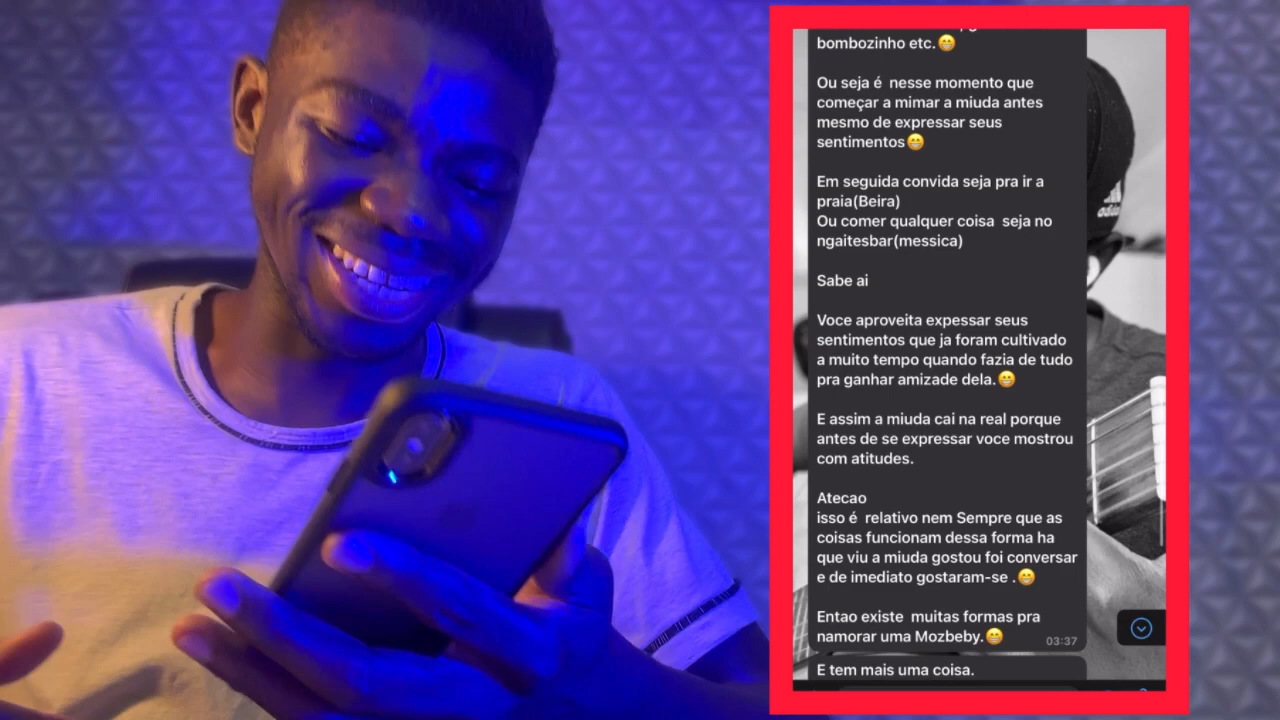 bombozinho etc.😁
Ou seja é nesse momento que
começar a mimar a miuda antes
mesmo de expressar seus
sentimentos😁
Em seguida convida seja pra ir a
praia(Beira)
Ou comer qualquer coisa seja no
ngaitesbar(messica)
Sabe ai
Voce aproveita expessar seus
sentimentos que ja foram cultivado
a muito tempo quando fazia de tudo
pra ganhar amizade dela.😁
E assim a miuda cai na real porque
antes de se expressar voce mostrou
com atitudes.
Atecao
isso é relativo nem Sempre que as
coisas funcionam dessa forma ha
que viu a miuda gostou foi conversar
e de imediato gostaram-se .😁
Entao existe muitas formas pra
namorar uma Mozbeby.😁
03:37
E tem mais uma coisa.
adidas